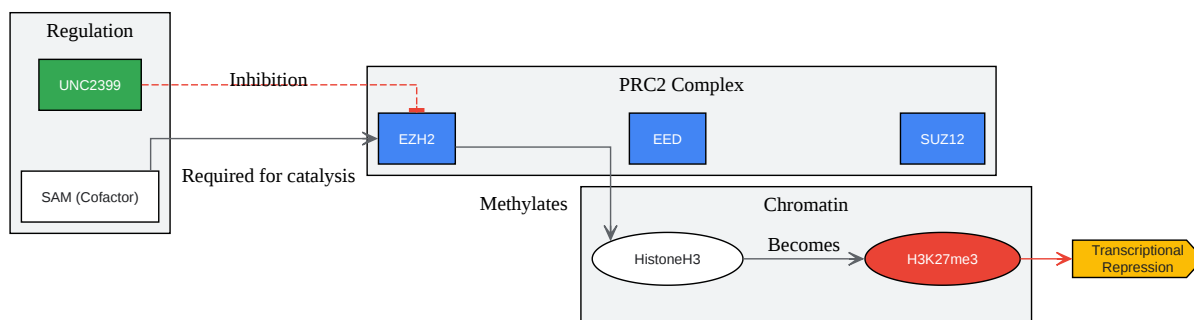 Regulation
UNC2399
Inhibition
PRC2 Complex
EZH2
EED
SUZ12
SAM (Cofactor)
Required for catalysis
Methylates
Chromatin
HistoneH3
Becomes
H3K27me3
Transcriptional
Repression